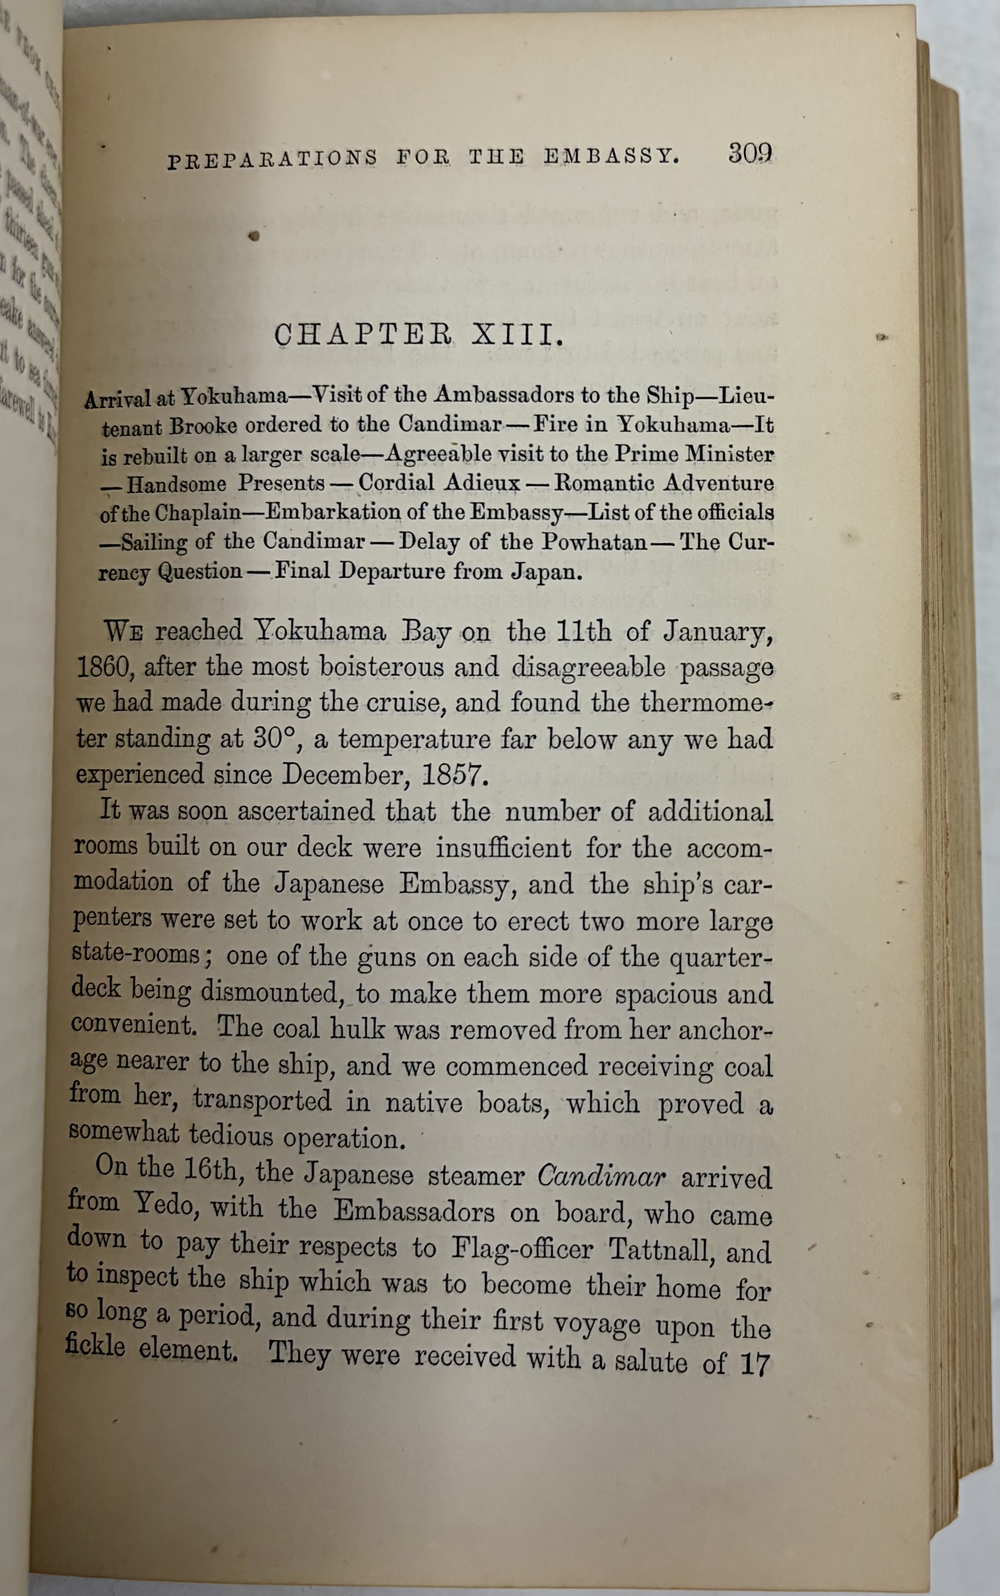 PREPARATIONS FOR THE EMBASSY. 309
CHAPTER XIII.
Arrival at Yokuhama—Visit of the Ambassadors to the Ship—Lieu-
tenant Brooke ordered to the Candimar—Fire in Yokuhama—It
is rebuilt on a larger scale—Agreeable visit to the Prime Minister
—Handsome Presents—Cordial Adieux—Romantic Adventure
of the Chaplain—Embarkation of the Embassy—List of the officials
—Sailing of the Candimar—Delay of the Powhatan—The Cur-
rency Question—Final Departure from Japan.
WE reached Yokuhama Bay on the 11th of January,
1860, after the most boisterous and disagreeable passage
we had made during the cruise, and found the thermome-
ter standing at 30°, a temperature far below any we had
experienced since December, 1857.
It was soon ascertained that the number of additional
rooms built on our deck were insufficient for the accom-
modation of the Japanese Embassy, and the ship's car-
penters were set to work at once to erect two more large
state-rooms; one of the guns on each side of the quarter-
deck being dismounted, to make them more spacious and
convenient. The coal hulk was removed from her anchor-
age nearer to the ship, and we commenced receiving coal
from her, transported in native boats, which proved a
somewhat tedious operation.
On the 16th, the Japanese steamer Candimar arrived
from Yedo, with the Embassadors on board, who came
down to pay their respects to Flag-officer Tattnall, and
to inspect the ship which was to become their home for
so long a period, and during their first voyage upon the
fickle element. They were received with a salute of 17